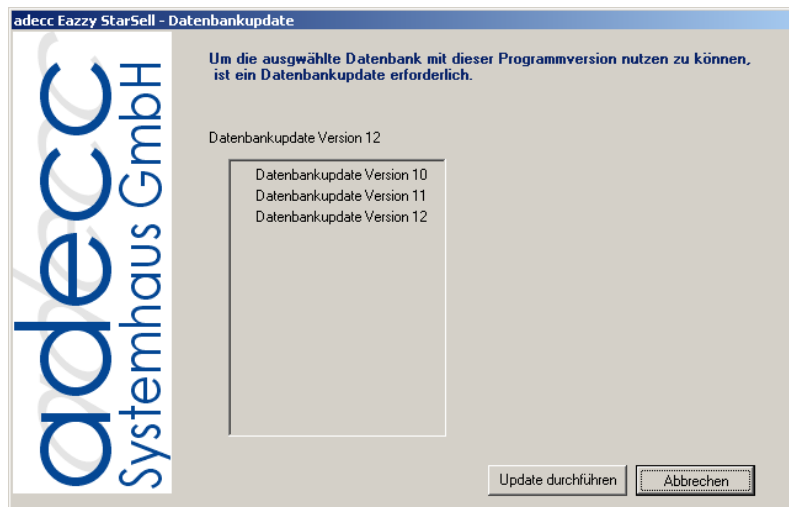 adecc Eazzy StarSell - Datenbankupdate
adecc
Systemhaus GmbH
Um die ausgwählte Datenbank mit dieser Programmversion nutzen zu können,
ist ein Datenbankupdate erforderlich.
Datenbankupdate Version 12
Datenbankupdate Version 10
Datenbankupdate Version 11
Datenbankupdate Version 12
Update durchführen
Abbrechen